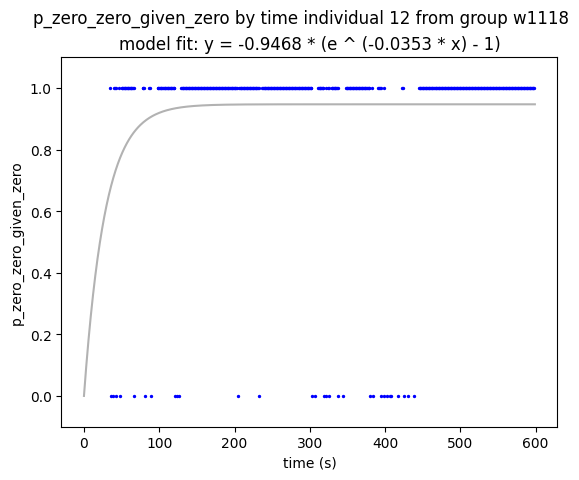 p_zero_zero_given_zero by time individual 12 from group w1118
model fit: y = -0.9468 * (e ^ (-0.0353 * x) - 1)
1.0
0.8
0.6
0.4
0.2
0.0
p_zero_zero_given_zero
0 100 200 300 400 500 600
time (s)